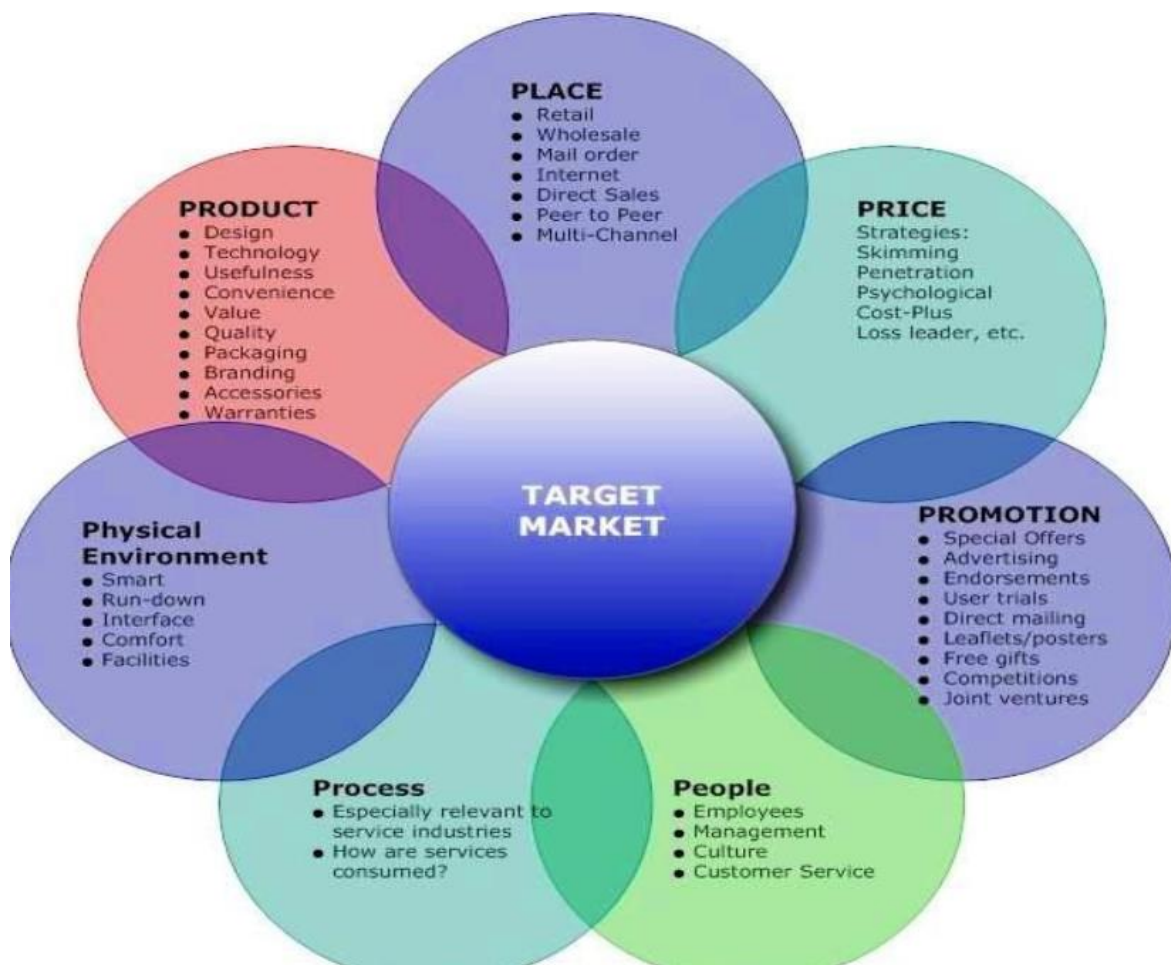 PLACE
● Retail
● Wholesale
● Mail order
● Internet
● Direct Sales
● Peer to Peer
● Multi-Channel
PRODUCT
● Design
● Technology
● Usefulness
● Convenience
● Value
● Quality
● Packaging
● Branding
● Accessories
● Warranties
PRICE
Strategies:
Skimming
Penetration
Psychological
Cost-Plus
Loss leader, etc.
TARGET
MARKET
Physical
Environment
● Smart
● Run-down
● Interface
● Comfort
● Facilities
PROMOTION
● Special Offers
● Advertising
● Endorsements
● User trials
● Direct mailing
● Leaflets/posters
● Free gifts
● Competitions
● Joint ventures
Process
● Especially relevant to
service industries
● How are services
consumed?
People
● Employees
● Management
● Culture
● Customer Service